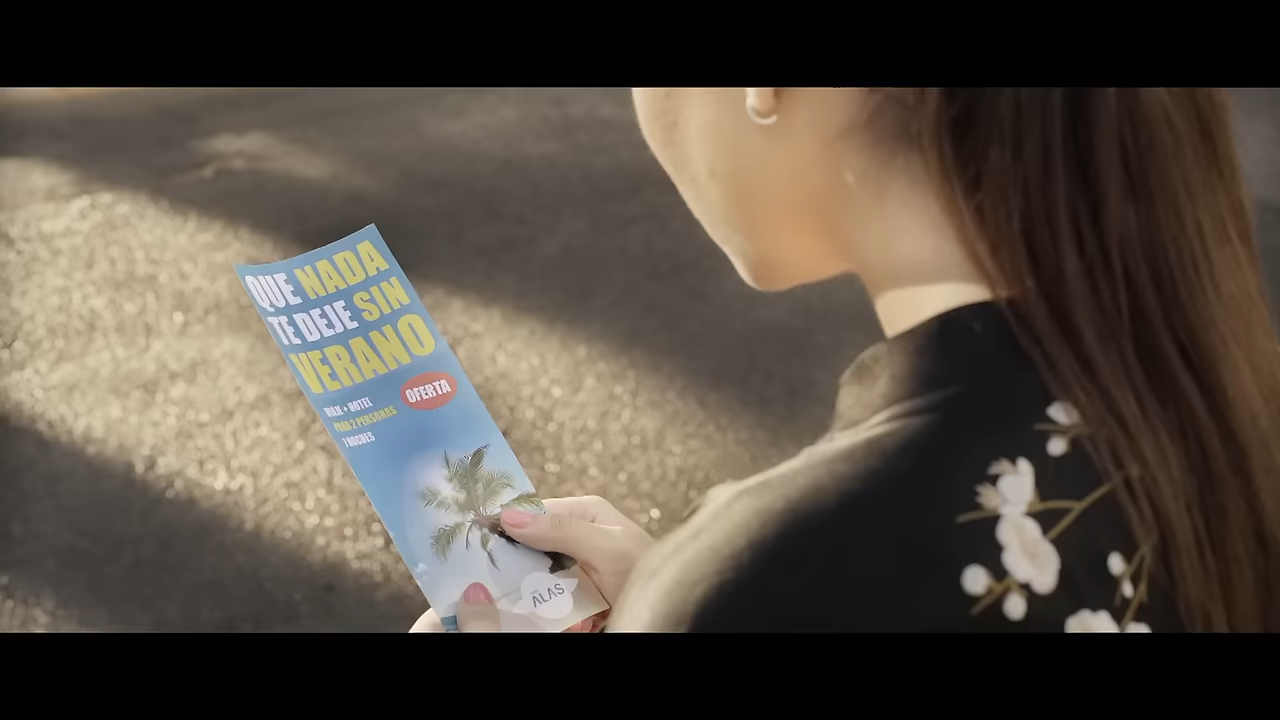 QUE NADA
TE DEJE SIN
VERANO
OFERTA
VIAJE + HOTEL
PARA 2 PERSONAS
7 NOCHES
ALAS